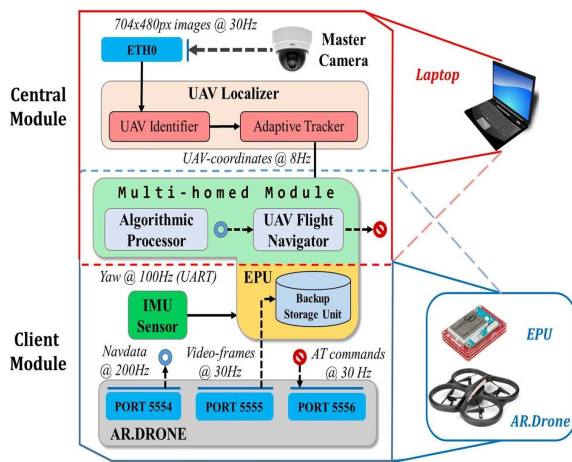 704x480px images @ 30Hz
ETH0
Master
Camera
Laptop
Central
Module
UAV Localizer
UAV Identifier
Adaptive Tracker
UAV-coordinates @ 8Hz
Multi-homed Module
Algorithmic
Processor
UAV Flight
Navigator
Yaw @ 100Hz (UART)
EPU
IMU
Sensor
Backup
Storage Unit
Client
Module
Navdata
@ 200Hz
Video-frames
@ 30Hz
AT commands
@ 30 Hz
PORT 5554
PORT 5555
PORT 5556
AR.DRONE
EPU
AR.Drone